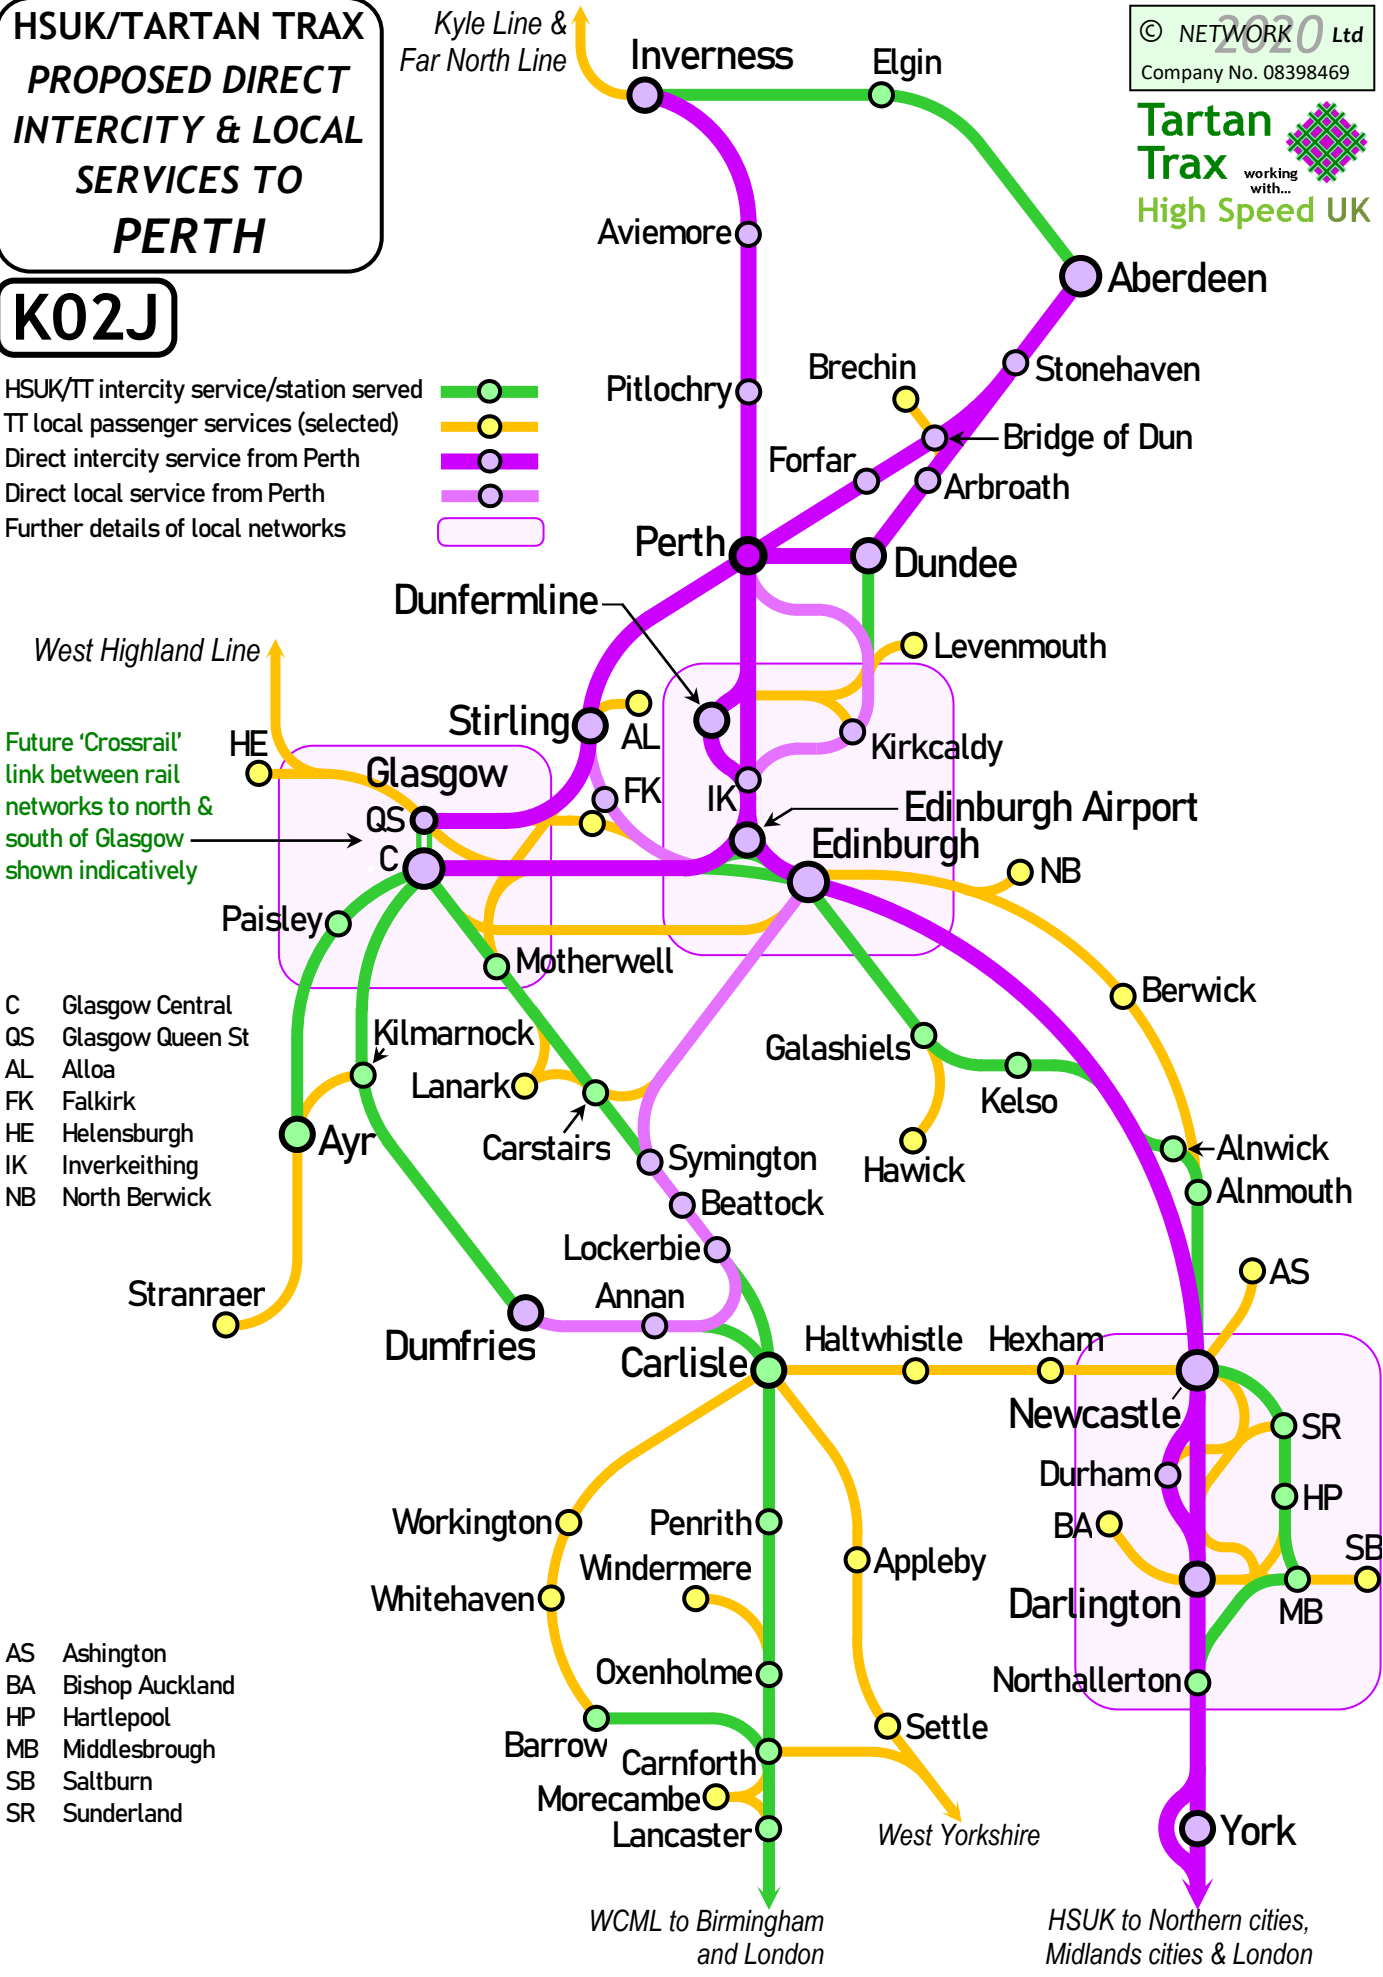 HSUK/TARTAN TRAX
PROPOSED DIRECT
INTERCITY & LOCAL
SERVICES TO
PERTH
K02J
© NETWORK 2020 Ltd
Company No. 08398469
Tartan
Trax
working
with...
High Speed UK
HSUK/TT intercity service/station served
TT local passenger services (selected)
Direct intercity service from Perth
Direct local service from Perth
Further details of local networks
Kyle Line &
Far North Line
Inverness
Elgin
Aviemore
Aberdeen
Pitlochry
Brechin
Stonehaven
Bridge of Dun
Forfar
Arbroath
Perth
Dundee
Dunfermline
West Highland Line
Levenmouth
Stirling
AL
Kirkcaldy
HE
Glasgow
FK
IK
QS
C
Edinburgh Airport
Edinburgh
NB
Future ‘Crossrail’
link between rail
networks to north &
south of Glasgow
shown indicatively
Paisley
Motherwell
Berwick
C Glasgow Central
QS Glasgow Queen St
AL Alloa
FK Falkirk
HE Helensburgh
IK Inverkeithing
NB North Berwick
Kilmarnock
Lanark
Galashiels
Kelso
Ayr
Carstairs
Symington
Hawick
Alnwick
Alnmouth
Beattock
Lockerbie
Stranraer
Annan
AS
Dumfries
Carlisle
Haltwhistle
Hexham
Newcastle
SR
Durham
HP
BA
SB
Workington
Penrith
Windermere
Appleby
Whitehaven
Darlington
MB
AS Ashington
BA Bishop Auckland
HP Hartlepool
MB Middlesbrough
SB Saltburn
SR Sunderland
Oxenholme
Northallerton
Barrow
Settle
Carnforth
Morecambe
Lancaster
West Yorkshire
York
WCML to Birmingham
and London
HSUK to Northern cities,
Midlands cities & London